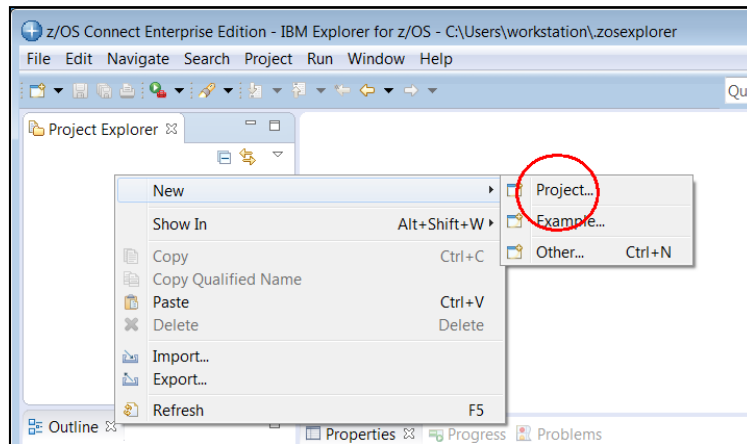 z/OS Connect Enterprise Edition - IBM Explorer for z/OS - C:\Users\workstation\.zosexplorer
File Edit Navigate Search Project Run Window Help
Qu
Project Explorer
New
Project...
Show In Alt+Shift+W
Example...
Copy Ctrl+C
Other... Ctrl+N
Copy Qualified Name
Paste Ctrl+V
Delete Delete
Import...
Export...
Refresh F5
Outline
Properties Progress Problems